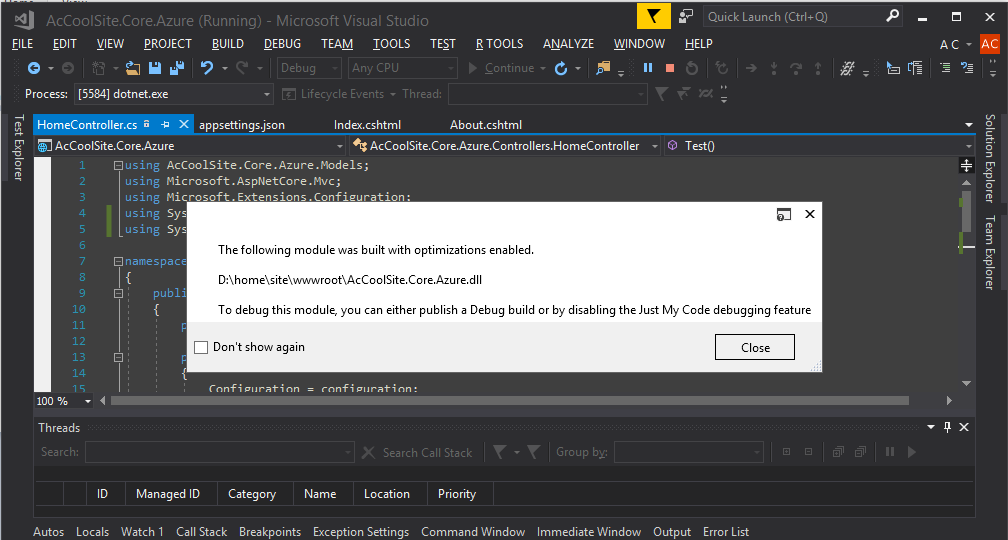 AcCoolSite.Core.Azure (Running) - Microsoft Visual Studio
Quick Launch (Ctrl+Q)
FILE EDIT VIEW PROJECT BUILD DEBUG TEAM TOOLS TEST R TOOLS ANALYZE WINDOW HELP A C AC
Debug Any CPU Continue
Process: [5584] dotnet.exe Lifecycle Events Thread:
Test Explorer
HomeController.cs appsettings.json Index.cshtml About.cshtml
AcCoolSite.Core.Azure AcCoolSite.Core.Azure.Controllers.HomeController Test()
1 using AcCoolSite.Core.Azure.Models;
2 using Microsoft.AspNetCore.Mvc;
3 using Microsoft.Extensions.Configuration;
4 using Sys
5 using Sys
6
7 namespace
8 {
9 publi
10 {
11 p
12
13 p
14 {
15 Configuration = configuration;
The following module was built with optimizations enabled.
D:\home\site\wwwroot\AcCoolSite.Core.Azure.dll
To debug this module, you can either publish a Debug build or by disabling the Just My Code debugging feature
Don't show again
Close
Solution Explorer
Team Explorer
100 %
Threads
Search: Search Call Stack Group by:
ID Managed ID Category Name Location Priority
Autos Locals Watch 1 Call Stack Breakpoints Exception Settings Command Window Immediate Window Output Error List